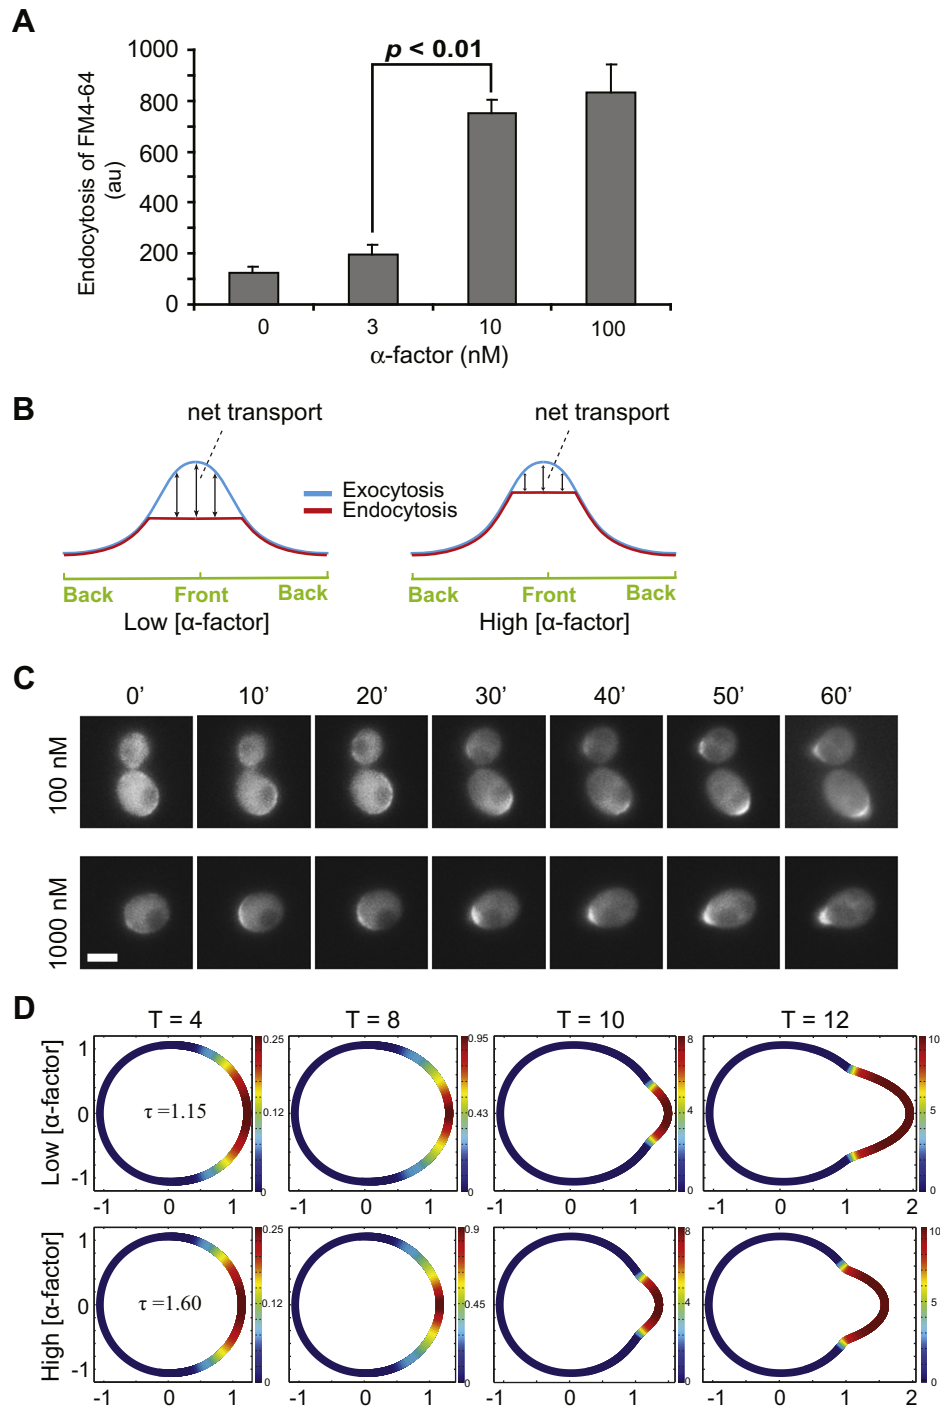 A
1000
800
600
400
200
0
Endocytosis of FM4-64
(au)
p < 0.01
0 3 10 100
α-factor (nM)
B
net transport net transport
Exocytosis
Endocytosis
Back Front Back Back Front Back
Low [α-factor] High [α-factor]
C
0’ 10’ 20’ 30’ 40’ 50’ 60’
100 nM
1000 nM
D
T = 4 T = 8 T = 10 T = 12
Low [α-factor]
1
0
-1
τ =1.15
0.25
0.12
0
0.95
0.43
0
8
4
0
10
5
0
-1 0 1 -1 0 1 -1 0 1 -1 0 1 2
High [α-factor]
1
0
-1
τ =1.60
0.25
0.12
0
0.9
0.45
0
8
4
0
10
5
0
-1 0 1 -1 0 1 -1 0 1 -1 0 1 2